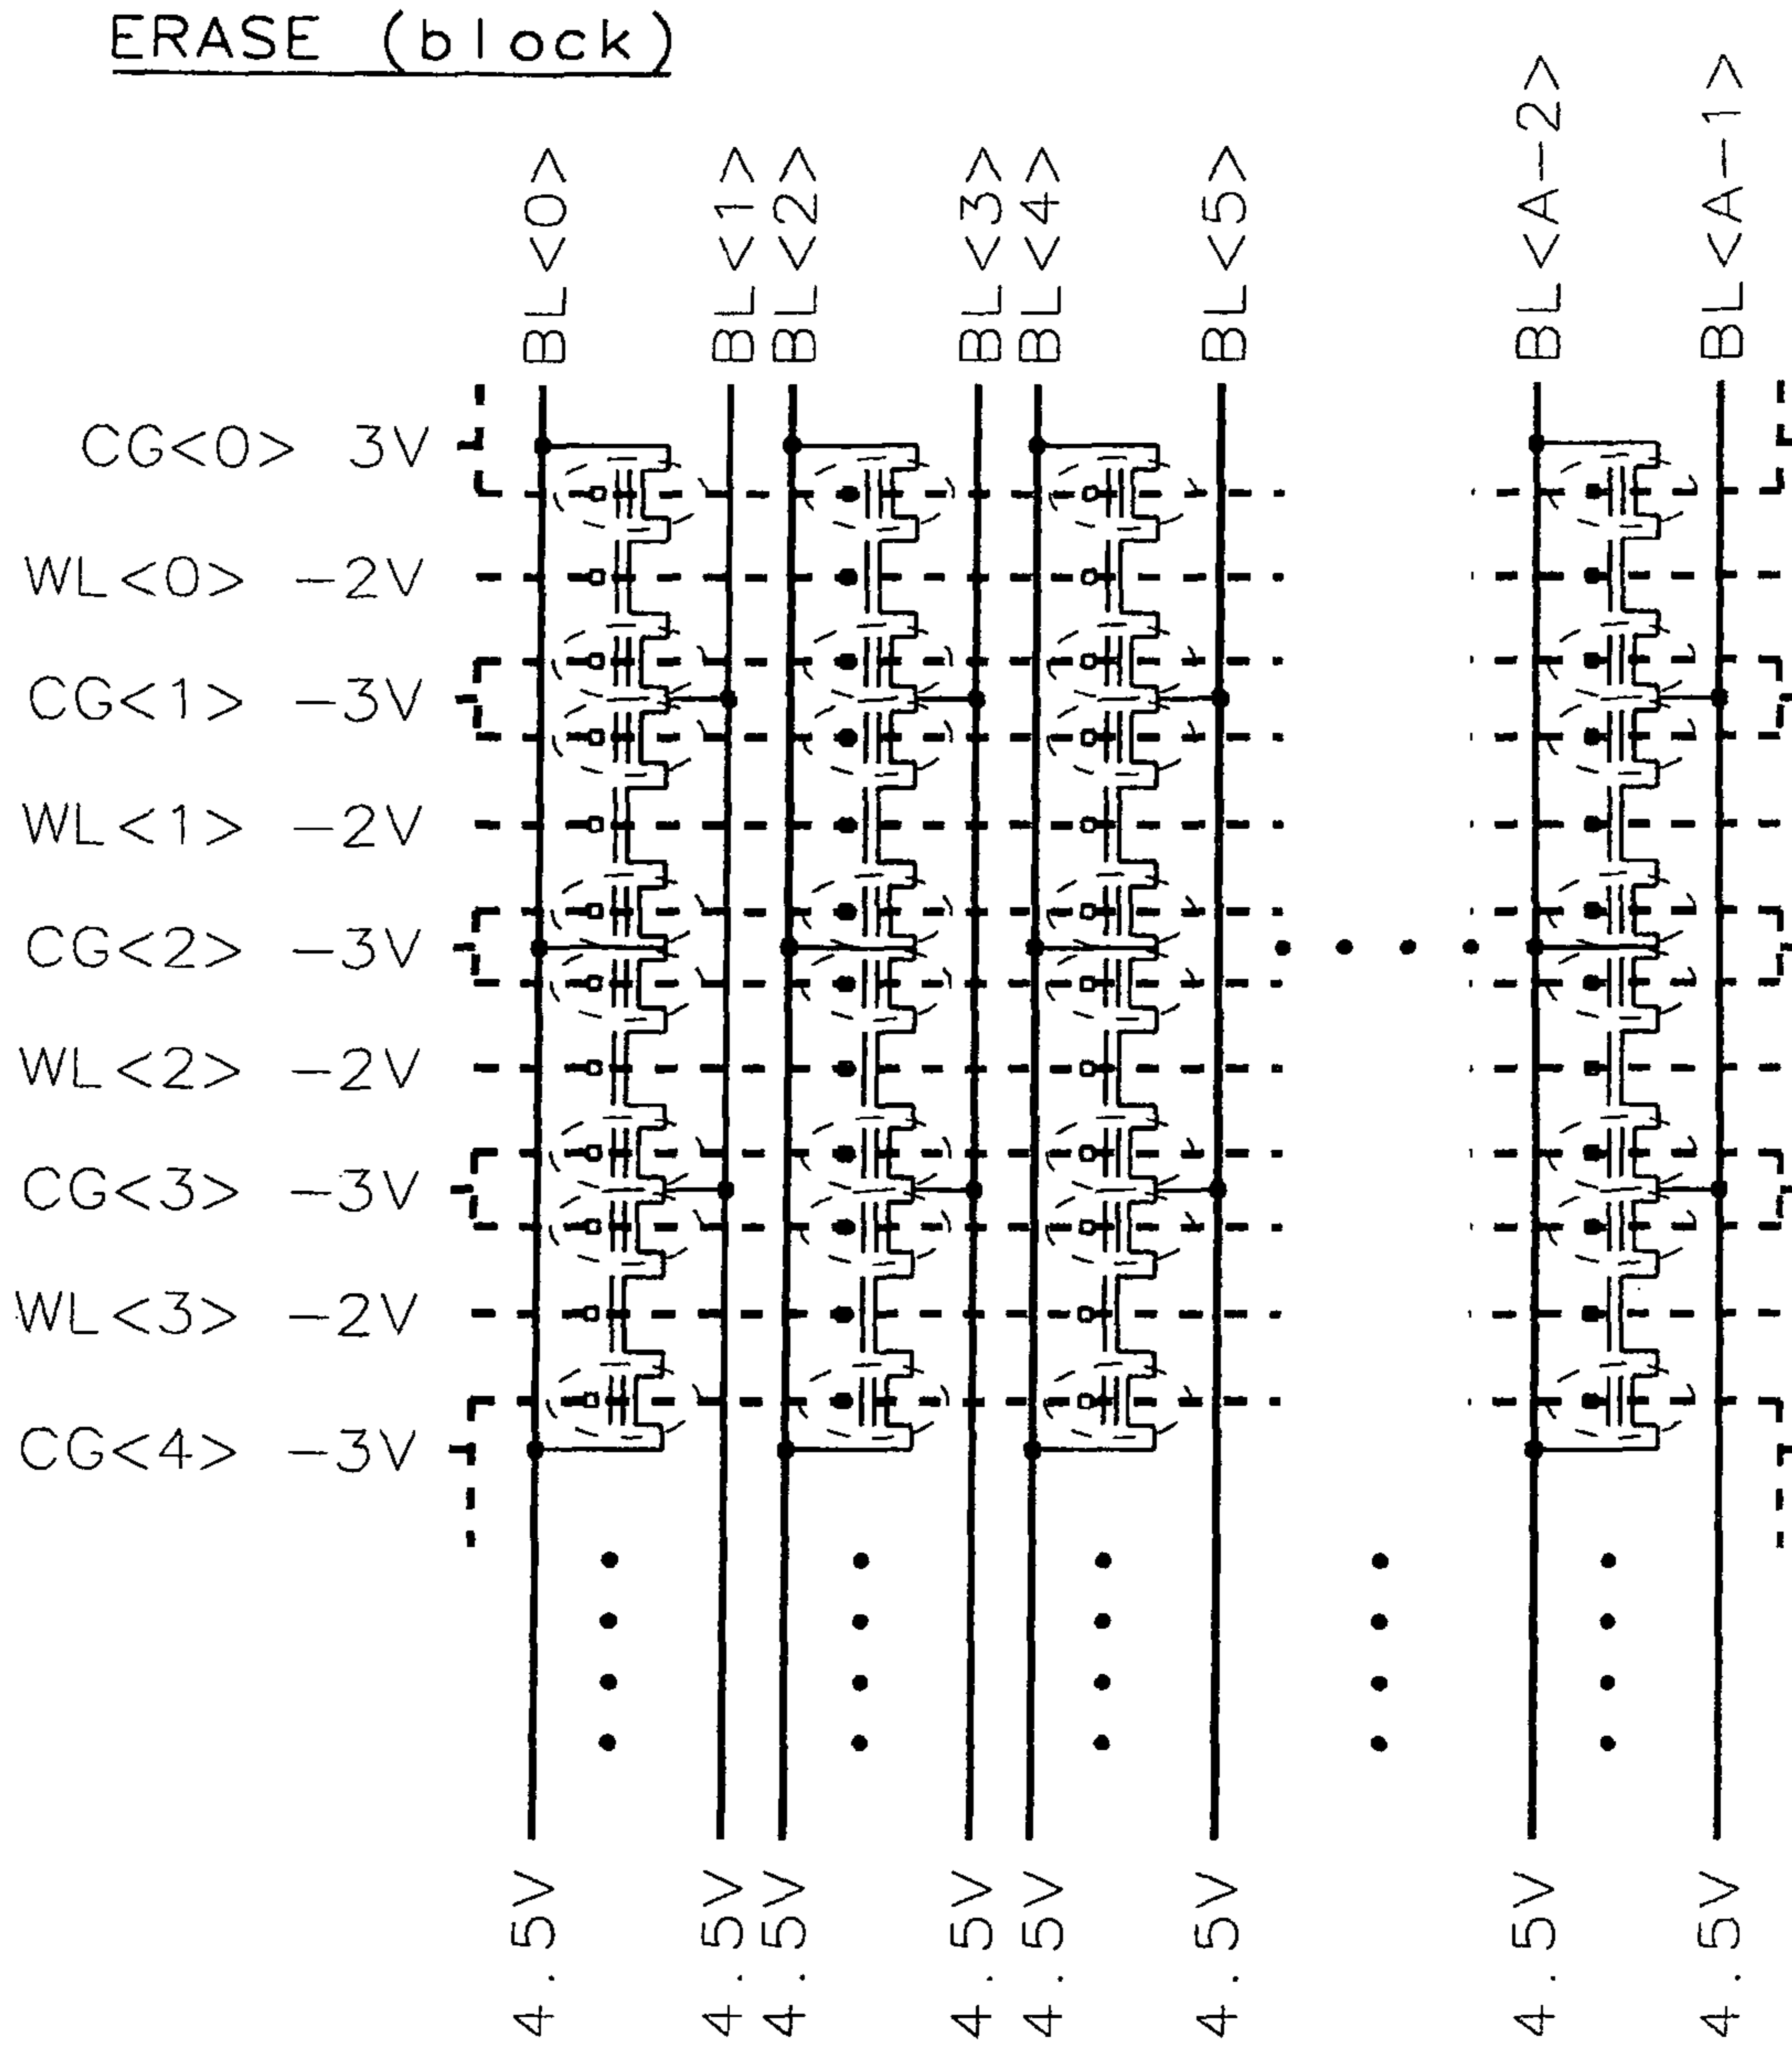 ERASE (block)
BL<0>
BL<1>
BL<2>
BL<3>
BL<4>
BL<5>
BL<A-2>
BL<A-1>
CG<0> 3V
WL<0> -2V
CG<1> -3V
WL<1> -2V
CG<2> -3V
WL<2> -2V
CG<3> -3V
WL<3> -2V
CG<4> -3V
4.5V
4.5V
4.5V
4.5V
4.5V
4.5V
4.5V
4.5V